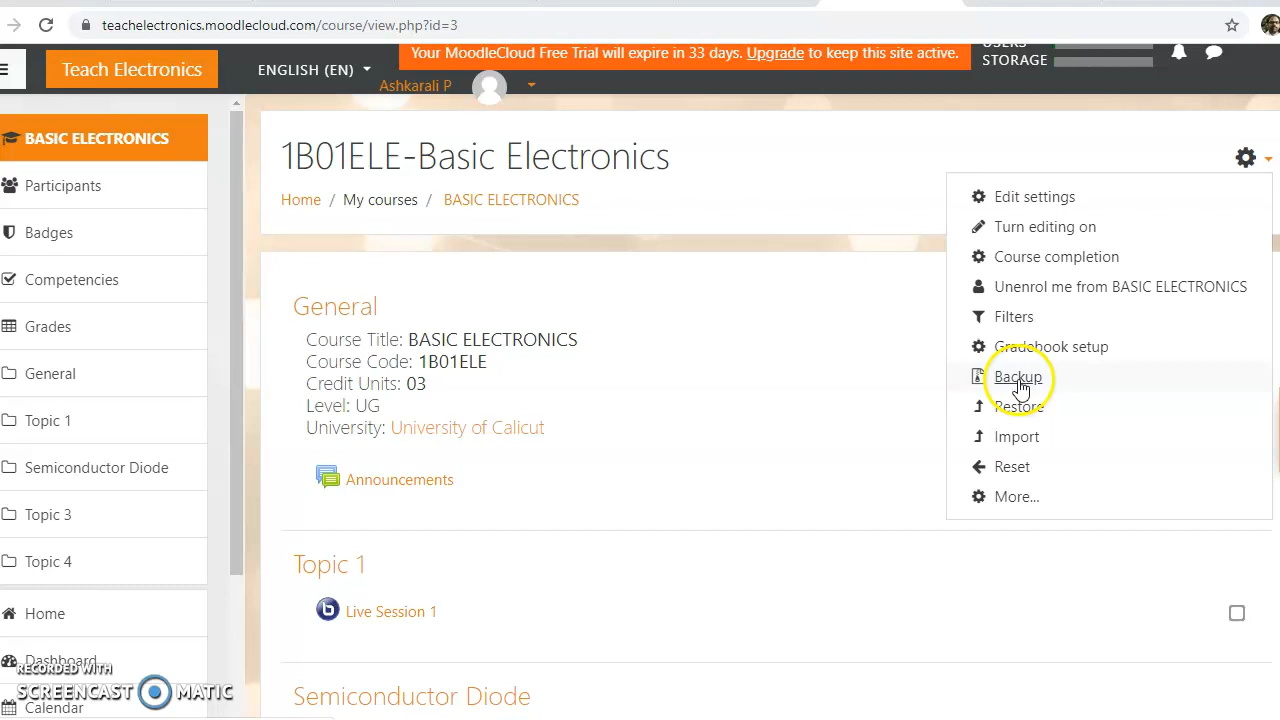 teachelectronics.moodlecloud.com/course/view.php?id=3
Your MoodleCloud Free Trial will expire in 33 days. Upgrade to keep this site active.
USERS
STORAGE
Teach Electronics
ENGLISH (EN)
Ashkarali P
BASIC ELECTRONICS
Participants
Badges
Competencies
Grades
General
Topic 1
Semiconductor Diode
Topic 3
Topic 4
Home
Dashboard
Calendar
1B01ELE-Basic Electronics
Home / My courses / BASIC ELECTRONICS
Edit settings
Turn editing on
Course completion
Unenrol me from BASIC ELECTRONICS
Filters
Gradebook setup
Backup
Restore
Import
Reset
More...
General
Course Title: BASIC ELECTRONICS
Course Code: 1B01ELE
Credit Units: 03
Level: UG
University: University of Calicut
Announcements
Topic 1
Live Session 1
Semiconductor Diode
RECORDED WITH
SCREENCAST MATIC